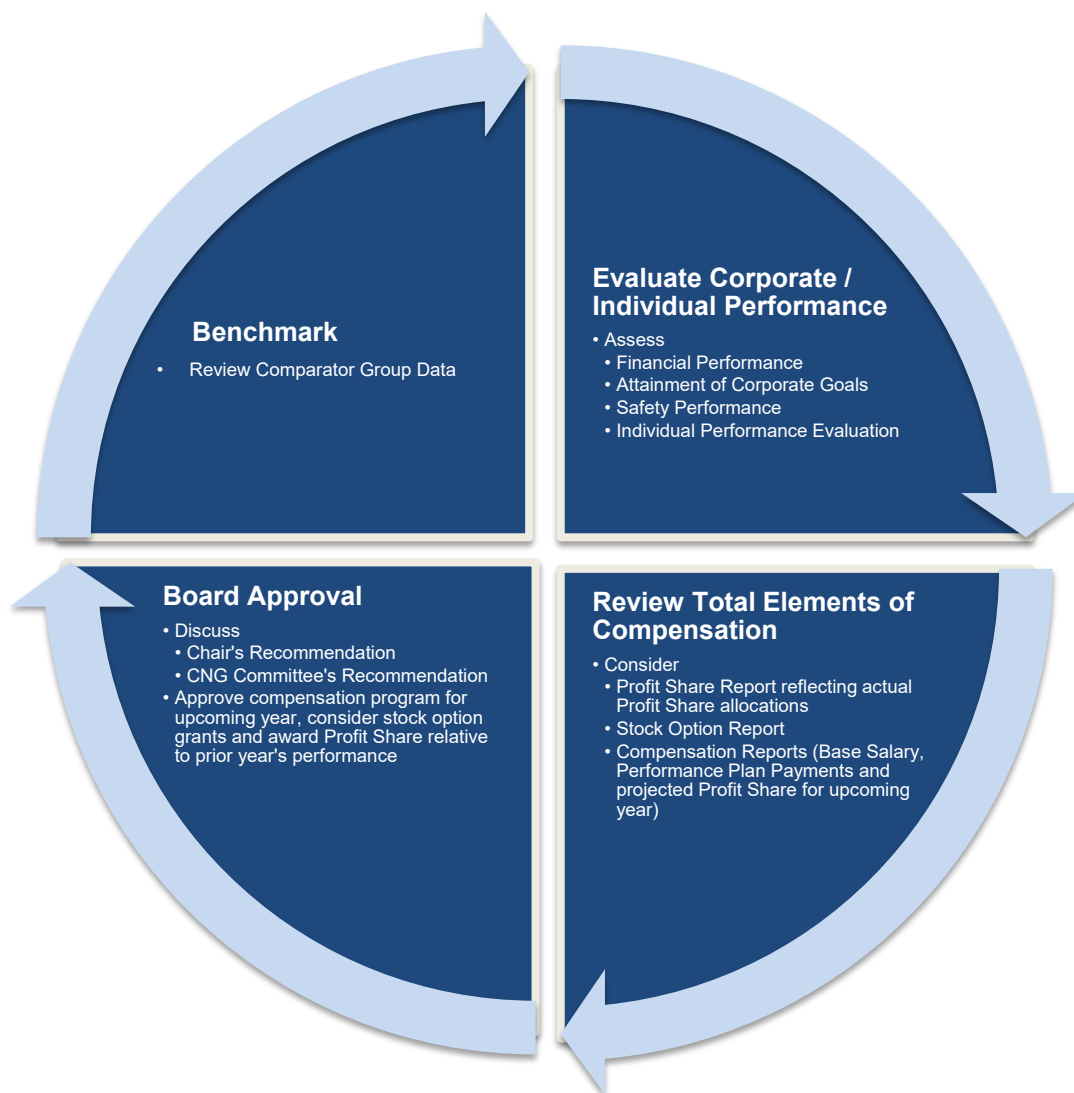 Benchmark
• Review Comparator Group Data
Evaluate Corporate /
Individual Performance
• Assess
• Financial Performance
• Attainment of Corporate Goals
• Safety Performance
• Individual Performance Evaluation
Review Total Elements of
Compensation
• Consider
• Profit Share Report reflecting actual
Profit Share allocations
• Stock Option Report
• Compensation Reports (Base Salary,
Performance Plan Payments and
projected Profit Share for upcoming
year)
Board Approval
• Discuss
• Chair's Recommendation
• CNG Committee's Recommendation
• Approve compensation program for
upcoming year, consider stock option
grants and award Profit Share relative
to prior year's performance